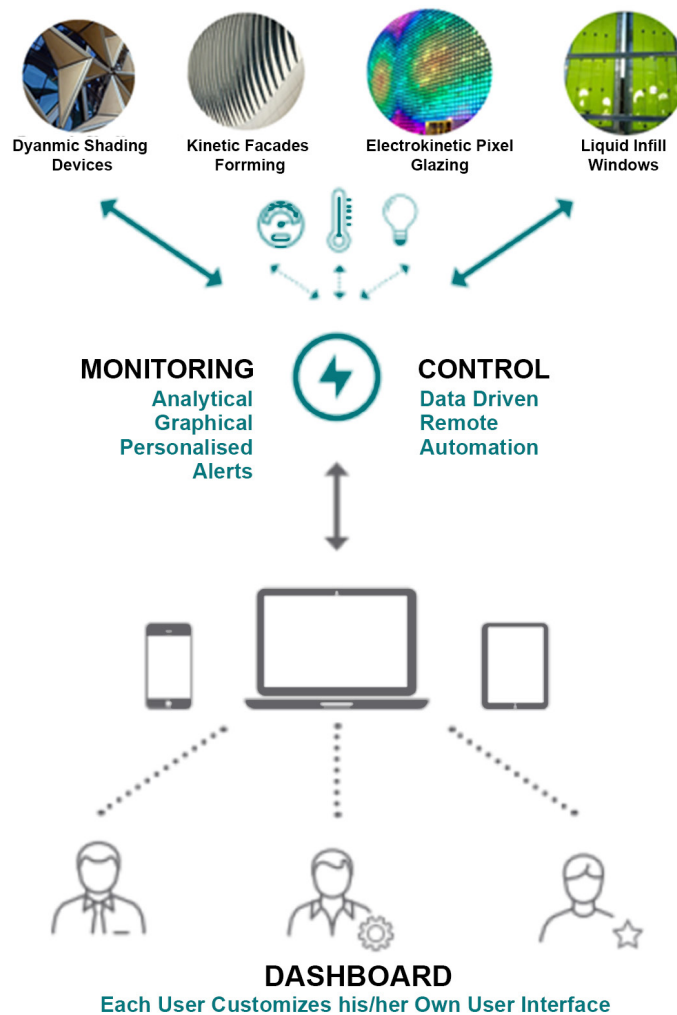 Dyanmic Shading
Devices
Kinetic Facades
Forrming
Electrokinetic Pixel
Glazing
Liquid Infill
Windows
MONITORING
Analytical
Graphical
Personalised
Alerts
CONTROL
Data Driven
Remote
Automation
DASHBOARD
Each User Customizes his/her Own User Interface